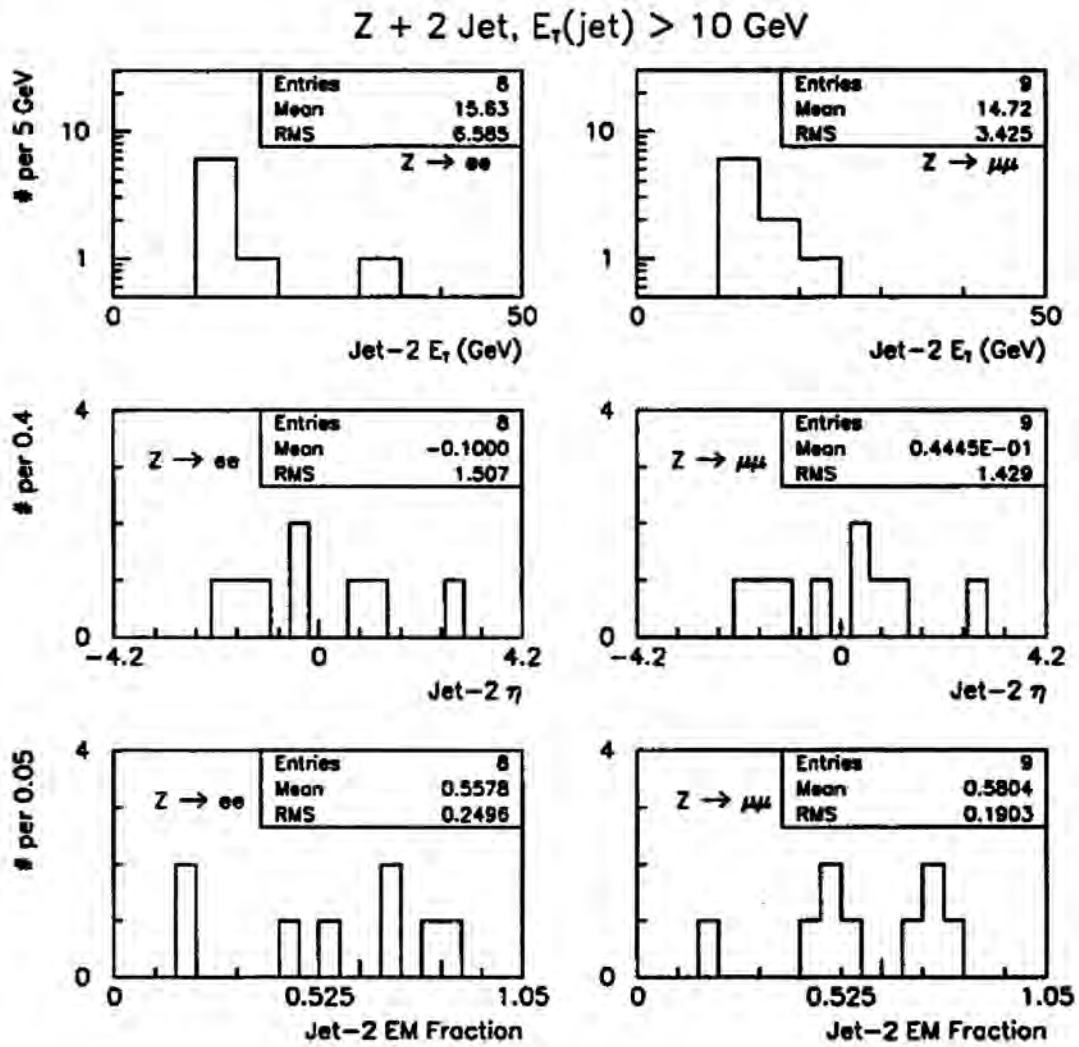 Z + 2 Jet, E_T(jet) > 10 GeV
# per 5 GeV
10
1
Entries 8
Mean 15.63
RMS 6.585
Z → ee
0
50
Jet-2 E_T (GeV)
10
1
Entries 9
Mean 14.72
RMS 3.425
Z → μμ
0
50
Jet-2 E_T (GeV)
# per 0.4
4
0
Entries 8
Mean -0.1000
RMS 1.507
Z → ee
-4.2
0
4.2
Jet-2 η
4
0
Entries 9
Mean 0.4445E-01
RMS 1.429
Z → μμ
-4.2
0
4.2
Jet-2 η
# per 0.05
4
0
Entries 8
Mean 0.5578
RMS 0.2496
Z → ee
0
0.525
1.05
Jet-2 EM Fraction
4
0
Entries 9
Mean 0.5804
RMS 0.1903
Z → μμ
0
0.525
1.05
Jet-2 EM Fraction